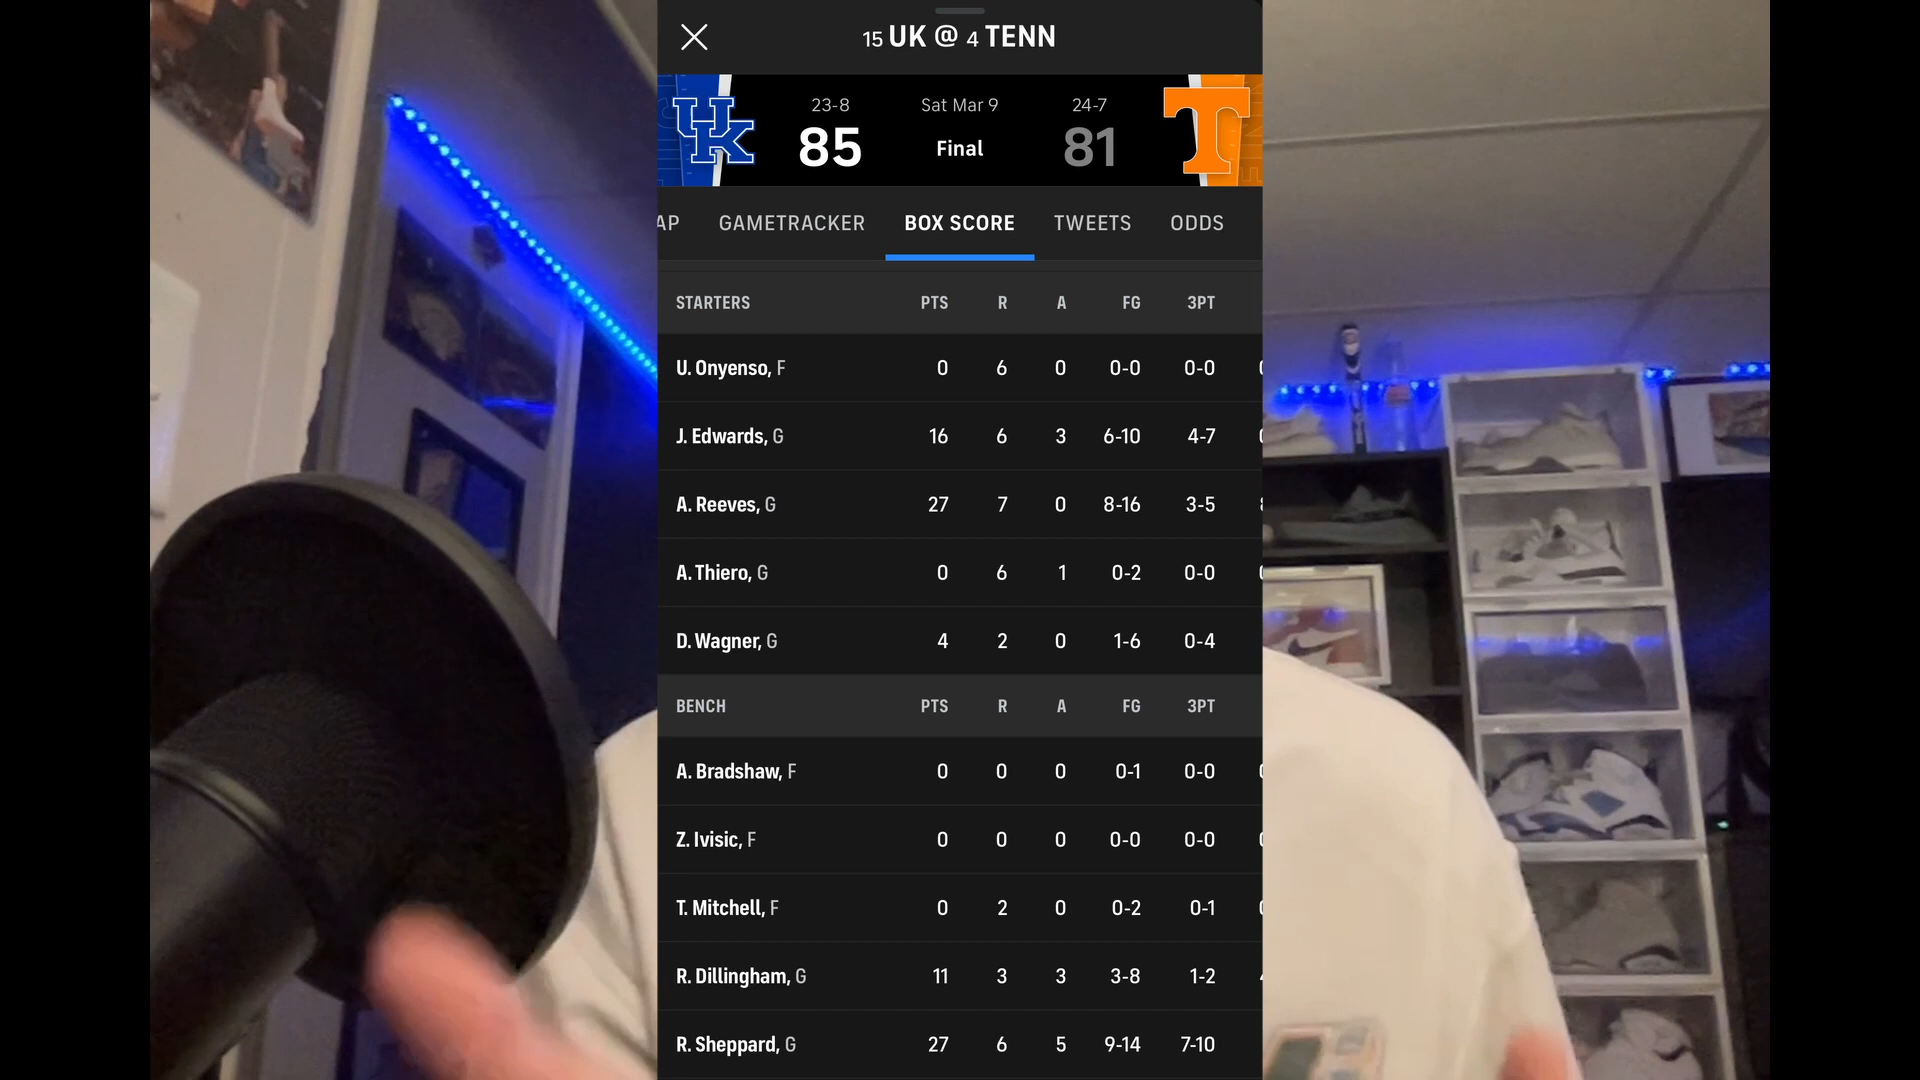 15 UK @ 4 TENN
23-8 Sat Mar 9 24-7
85 Final 81
UK T
AP GAMETRACKER BOX SCORE TWEETS ODDS
STARTERS PTS R A FG 3PT
U. Onyenso, F 0 6 0 0-0 0-0
J. Edwards, G 16 6 3 6-10 4-7
A. Reeves, G 27 7 0 8-16 3-5
A. Thiero, G 0 6 1 0-2 0-0
D. Wagner, G 4 2 0 1-6 0-4
BENCH PTS R A FG 3PT
A. Bradshaw, F 0 0 0 0-1 0-0
Z. Ivisic, F 0 0 0 0-0 0-0
T. Mitchell, F 0 2 0 0-2 0-1
R. Dillingham, G 11 3 3 3-8 1-2
R. Sheppard, G 27 6 5 9-14 7-10